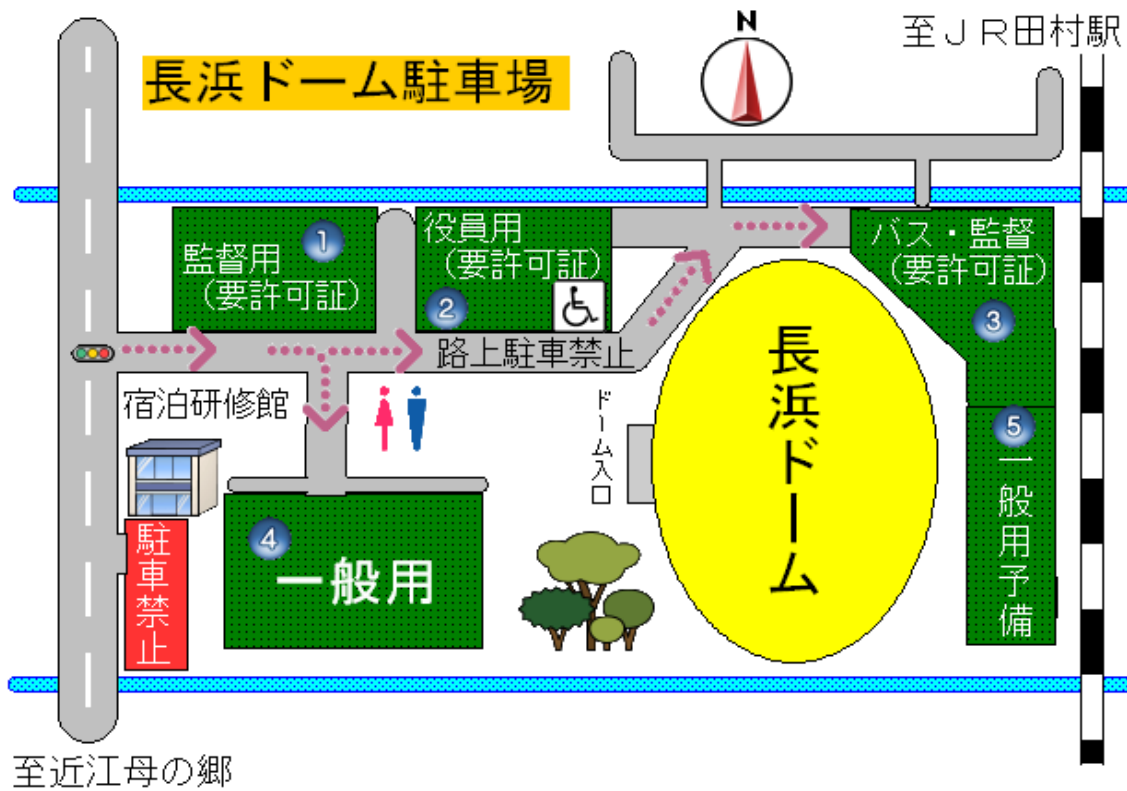 N
至ＪＲ田村駅
長浜ドーム駐車場
①
監督用
（要許可証）
役員用
（要許可証）
②
バス・監督
（要許可証）
③
路上駐車禁止
宿泊研修館
ドーム入口
長浜ドーム
⑤
一般用予備
④
一般用
駐車禁止
至近江母の郷